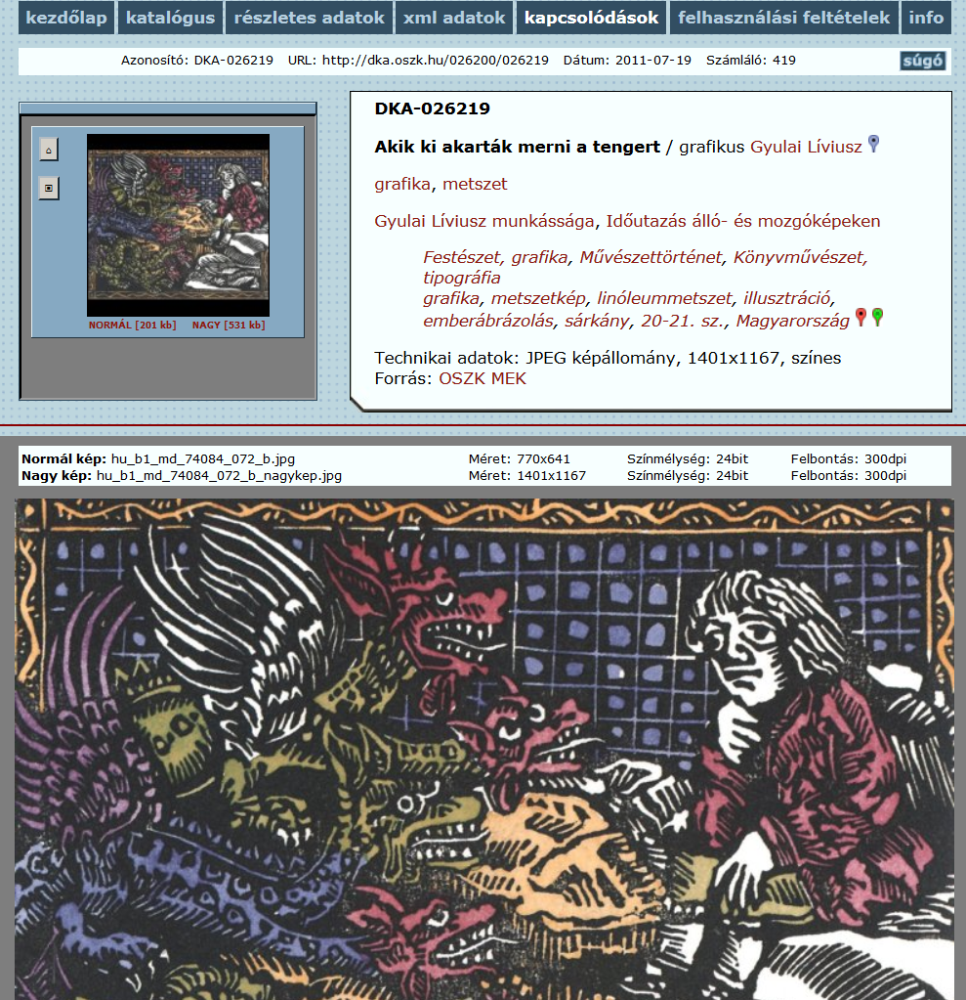 kezdőlap katalógus részletes adatok xml adatok kapcsolódások felhasználási feltételek info
Azonosító: DKA-026219 URL: http://dka.oszk.hu/026200/026219 Dátum: 2011-07-19 Számláló: 419 súgó
NORMÁL [201 kb] NAGY [531 kb]
DKA-026219
Akik ki akarták merni a tengert / grafikus Gyulai Líviusz
grafika, metszet
Gyulai Líviusz munkássága, Időutazás álló- és mozgóképeken
Festészet, grafika, Művészettörténet, Könyvművészet,
tipográfia
grafika, metszetkép, linóleummetszet, illusztráció,
emberábrázolás, sárkány, 20-21. sz., Magyarország
Technikai adatok: JPEG képállomány, 1401x1167, színes
Forrás: OSZK MEK
Normál kép: hu_b1_md_74084_072_b.jpg Méret: 770x641 Színmélység: 24bit Felbontás: 300dpi
Nagy kép: hu_b1_md_74084_072_b_nagykep.jpg Méret: 1401x1167 Színmélység: 24bit Felbontás: 300dpi